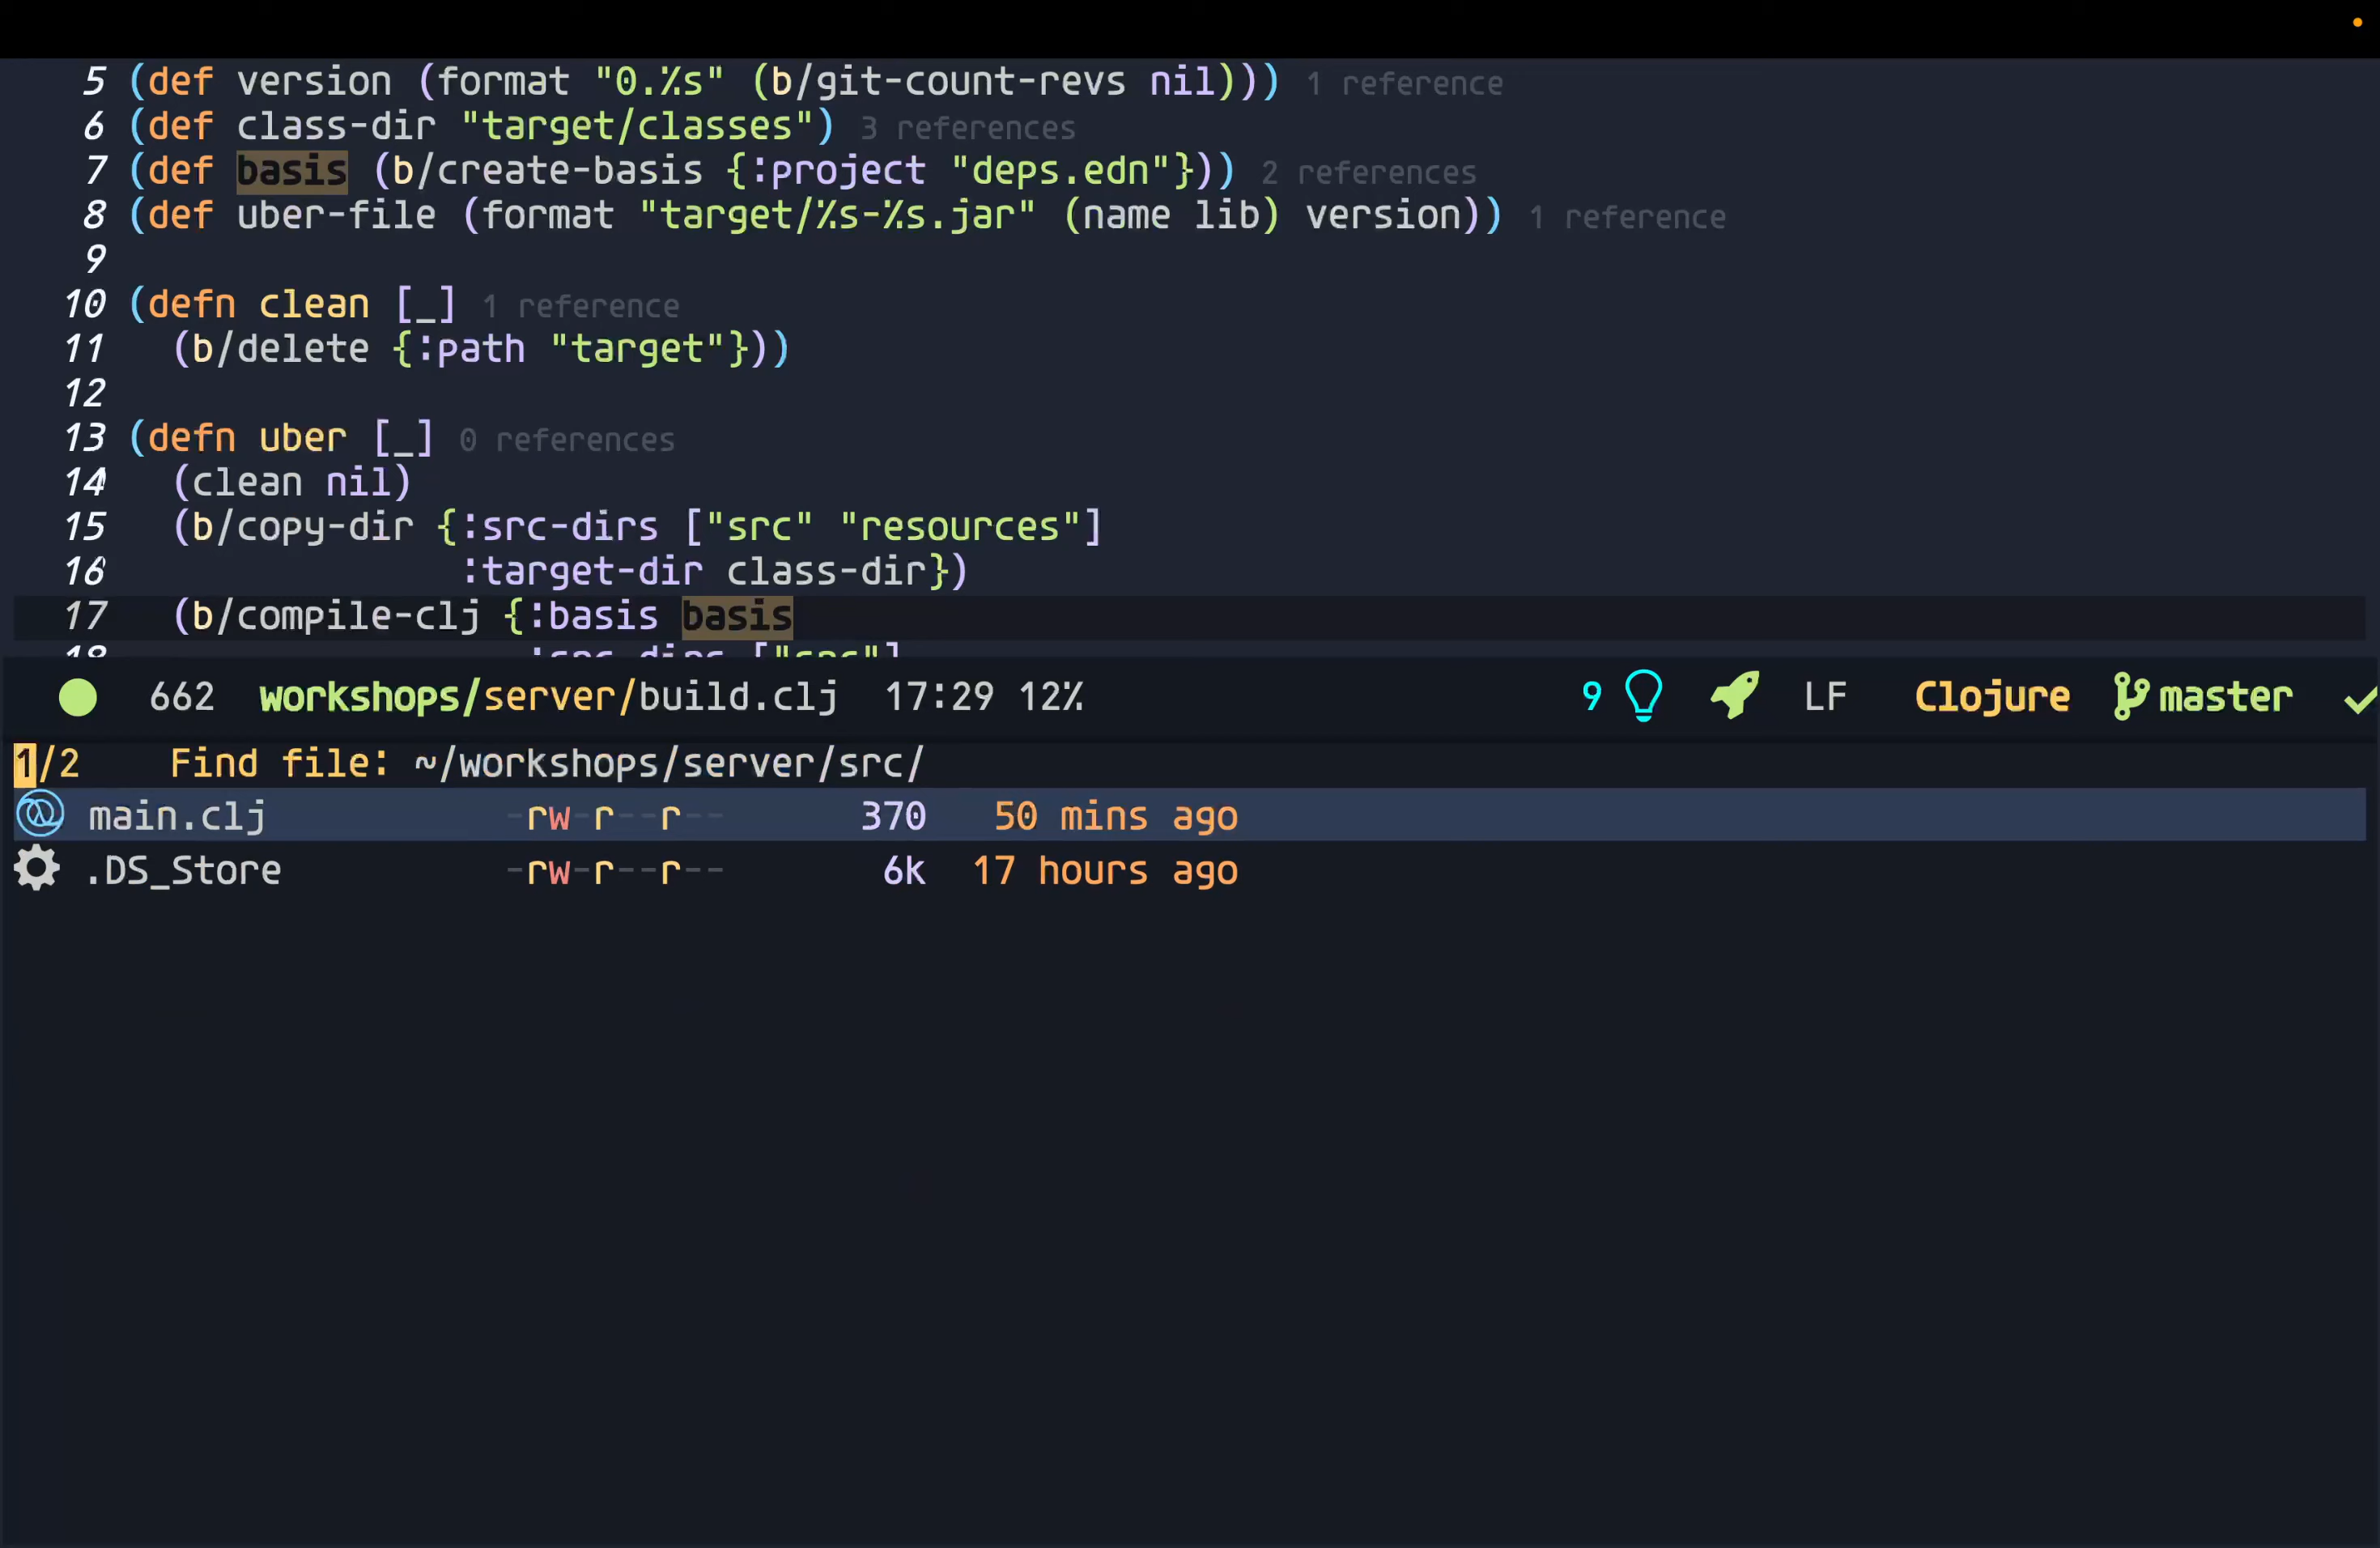 5 (def version (format "0.%s" (b/git-count-revs nil))) 1 reference
6 (def class-dir "target/classes") 3 references
7 (def basis (b/create-basis {:project "deps.edn"})) 2 references
8 (def uber-file (format "target/%s-%s.jar" (name lib) version)) 1 reference
9
10 (defn clean [_] 1 reference
11 (b/delete {:path "target"}))
12
13 (defn uber [_] 0 references
14 (clean nil)
15 (b/copy-dir {:src-dirs ["src" "resources"]
16 :target-dir class-dir})
17 (b/compile-clj {:basis basis
18 :src-dirs ["src"]
662 workshops/server/build.clj 17:29 12% 9 LF Clojure master
1/2 Find file: ~/workshops/server/src/
main.clj -rw-r--r-- 370 50 mins ago
.DS_Store -rw-r--r-- 6k 17 hours ago